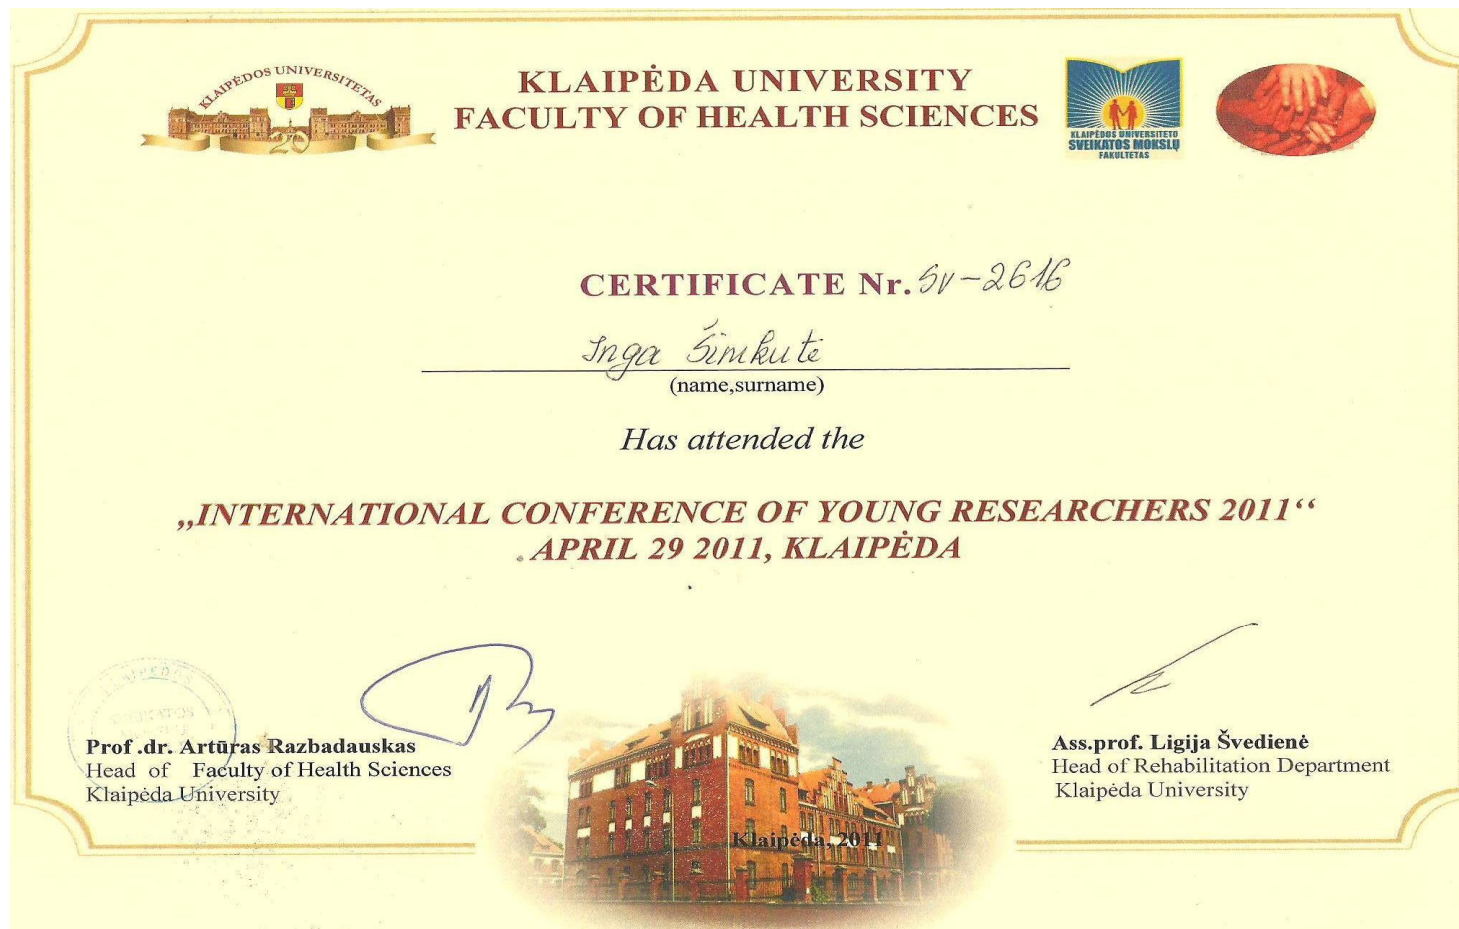 KLAIPĖDOS UNIVERSITETAS
20
KLAIPĖDA UNIVERSITY
FACULTY OF HEALTH SCIENCES
KLAIPĖDOS UNIVERSITETO
SVEIKATOS MOKSLŲ
FAKULTETAS
CERTIFICATE Nr. SV-2616
Inga Šimkutė
(name,surname)
Has attended the
„INTERNATIONAL CONFERENCE OF YOUNG RESEARCHERS 2011“
APRIL 29 2011, KLAIPĖDA
KLAIPĖDOS
SVEIKATOS
Prof .dr. Artūras Razbadauskas
Head of Faculty of Health Sciences
Klaipėda University
Ass.prof. Ligija Švedienė
Head of Rehabilitation Department
Klaipėda University
Klaipėda, 2011